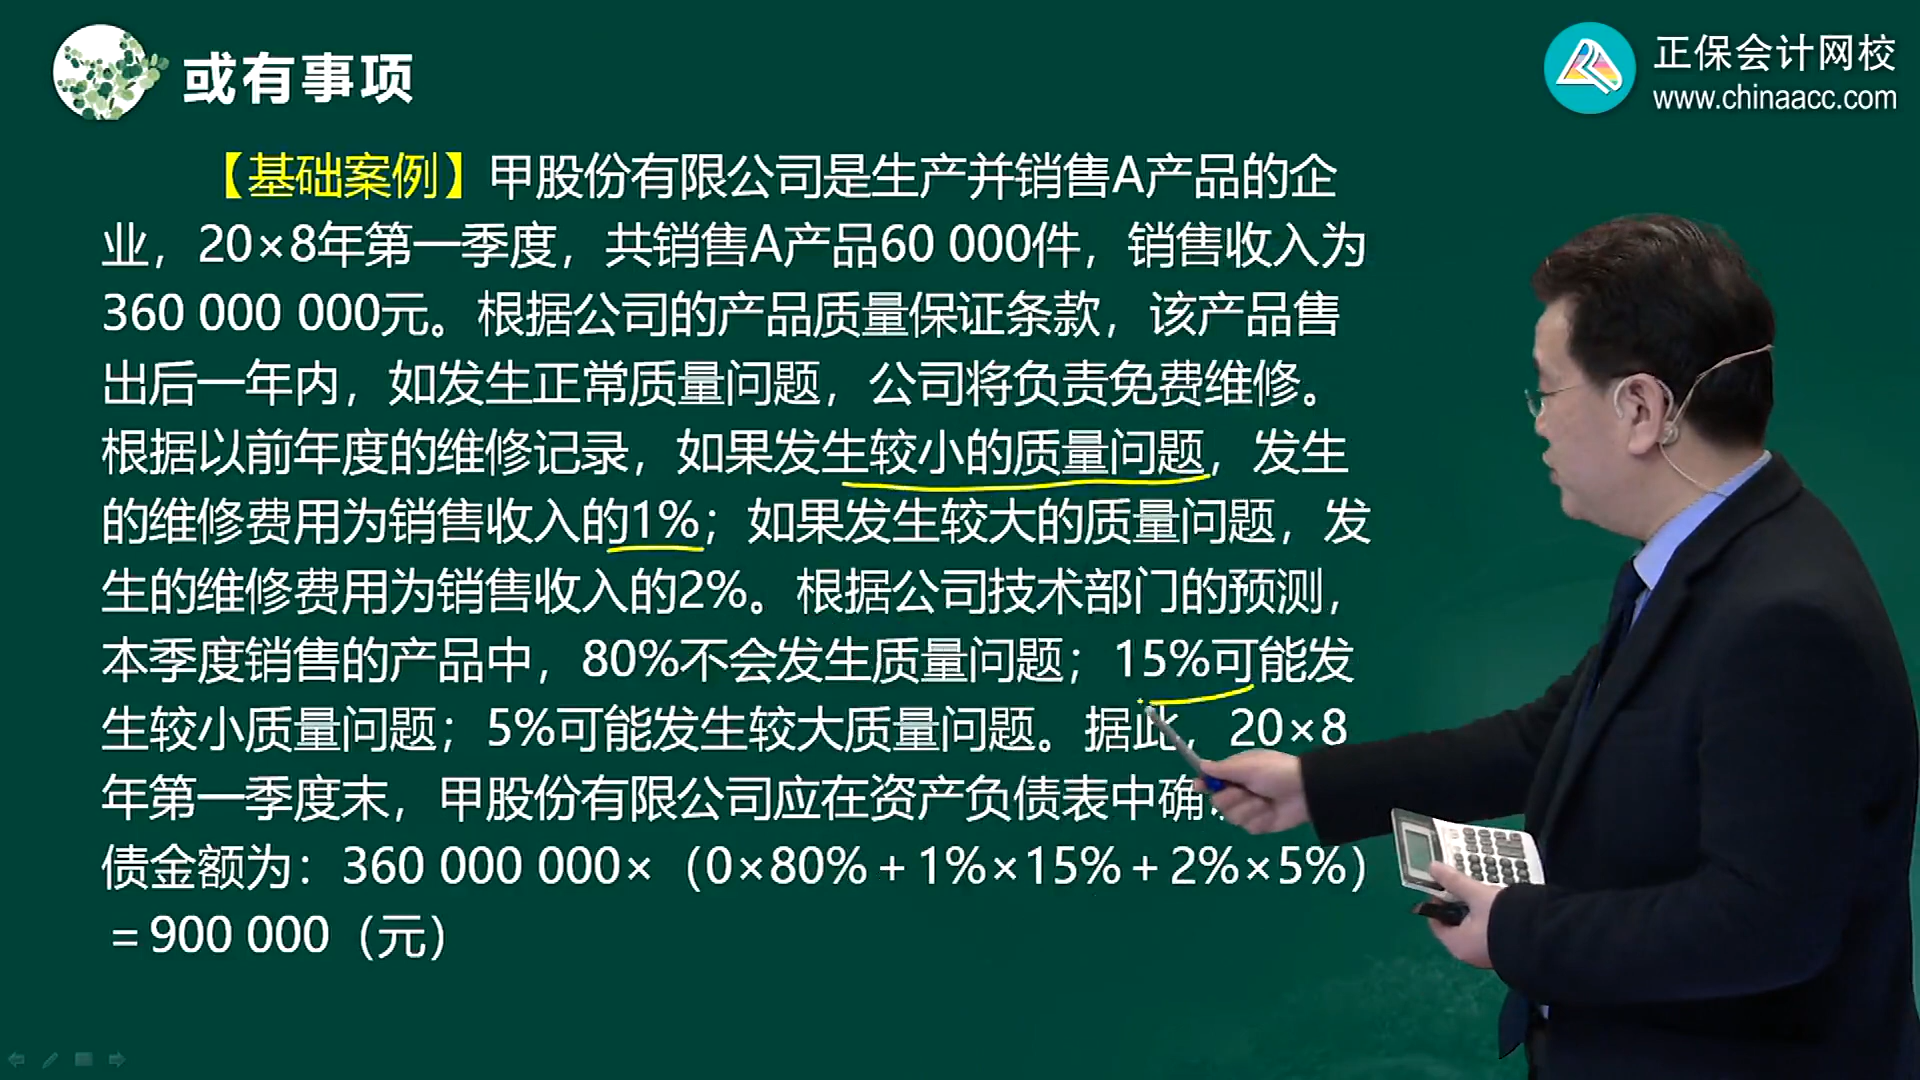 或有事项
正保会计网校
www.chinaacc.com
【基础案例】甲股份有限公司是生产并销售A产品的企
业，20×8年第一季度，共销售A产品60 000件，销售收入为
360 000 000元。根据公司的产品质量保证条款，该产品售
出后一年内，如发生正常质量问题，公司将负责免费维修。
根据以前年度的维修记录，如果发生较小的质量问题，发生
的维修费用为销售收入的1%；如果发生较大的质量问题，发
生的维修费用为销售收入的2%。根据公司技术部门的预测，
本季度销售的产品中，80%不会发生质量问题；15%可能发
生较小质量问题；5%可能发生较大质量问题。据此，20×8
年第一季度末，甲股份有限公司应在资产负债表中确
债金额为：360 000 000×（0×80%＋1%×15%＋2%×5%）
＝900 000（元）